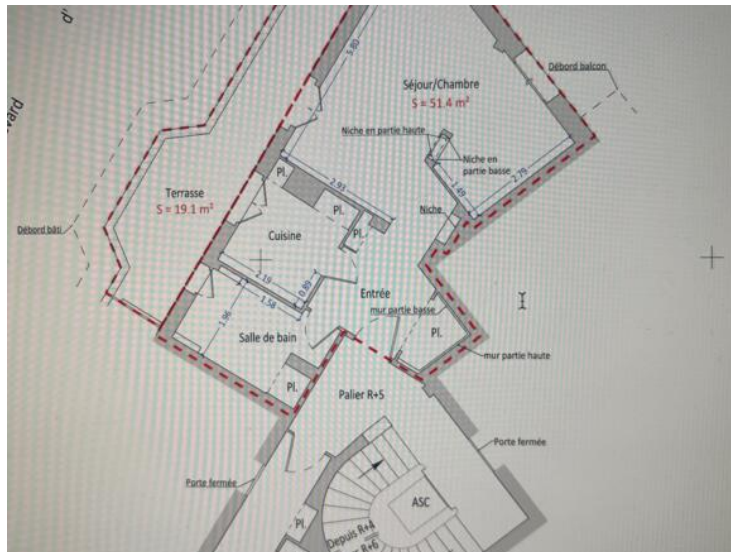 d'
vard
5.80
Débord balcon
Séjour/Chambre
S = 51.4 m²
Niche en partie haute
Niche en
partie basse
Pl.
2.93
1.49
2.79
Terrasse
S = 19.1 m²
Pl.
Niche
Pl.
Débord bâti
Cuisine
2.19
0.89
Entrée
1.58
mur partie basse
1.96
Salle de bain
Pl.
mur partie haute
Pl.
Palier R+5
Porte fermée
Porte fermée
ASC
Pl.
Depuis R+4
R+6